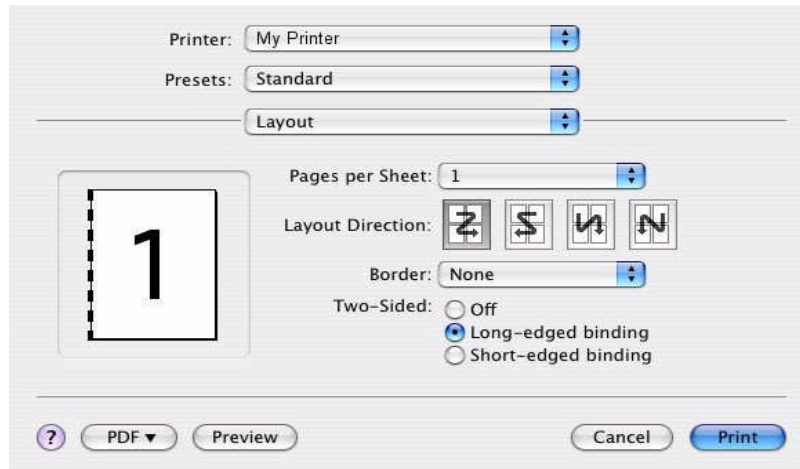 Printer: My Printer
Presets: Standard
Layout
Pages per Sheet: 1
Layout Direction:
Border: None
Two-Sided: Off
Long-edged binding
Short-edged binding
1
? PDF▼ Preview Cancel Print